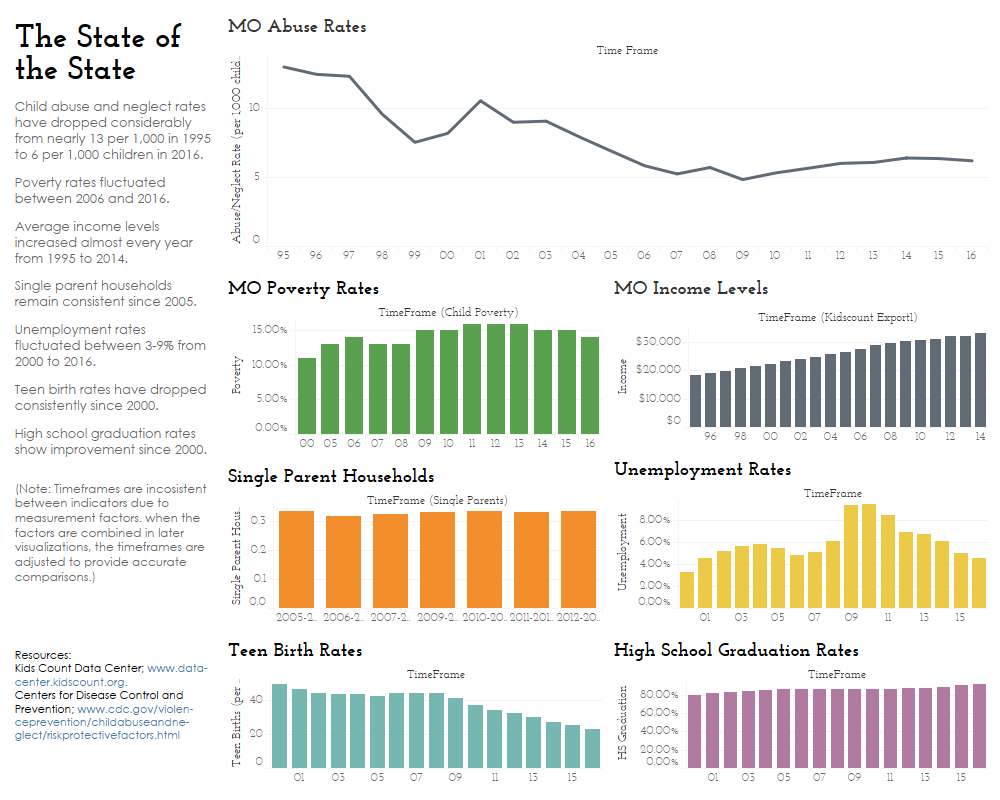 The State of
the State
Child abuse and neglect rates
have dropped considerably
from nearly 13 per 1,000 in 1995
to 6 per 1,000 children in 2016.
Poverty rates fluctuated
between 2006 and 2016.
Average income levels
increased almost every year
from 1995 to 2014.
Single parent households
remain consistent since 2005.
Unemployment rates
fluctuated between 3-9% from
2000 to 2016.
Teen birth rates have dropped
consistently since 2000.
High school graduation rates
show improvement since 2000.
(Note: Timeframes are incosistent
between indicators due to
measurement factors. when the
factors are combined in later
visualizations, the timeframes are
adjusted to provide accurate
comparisons.)
Resources:
Kids Count Data Center; www.data-
center.kidscount.org.
Centers for Disease Control and
Prevention; www.cdc.gov/violen-
ceprevention/childabuseandne-
glect/riskprotectivefactors.html
MO Abuse Rates
Time Frame
Abuse/Neglect Rate (per 1,000 child..
10
5
0
95 96 97 98 99 00 01 02 03 04 05 06 07 08 09 10 11 12 13 14 15 16
MO Poverty Rates
TimeFrame (Child Poverty)
Poverty
15.00%
10.00%
5.00%
0.00%
00 05 06 07 08 09 10 11 12 13 14 15 16
MO Income Levels
TimeFrame (Kidscount Export1)
Income
$30,000
$20,000
$10,000
$0
96 98 00 02 04 06 08 10 12 14
Single Parent Households
TimeFrame (Single Parents)
Single Parent Hous..
0.3
0.2
0.1
0.0
2005-2.. 2006-2.. 2007-2.. 2009-2.. 2010-20.. 2011-201.. 2012-20..
Unemployment Rates
TimeFrame
Unemployment
8.00%
6.00%
4.00%
2.00%
0.00%
01 03 05 07 09 11 13 15
Teen Birth Rates
TimeFrame
Teen Births (per ..
40
20
0
01 03 05 07 09 11 13 15
High School Graduation Rates
TimeFrame
HS Graduation
80.00%
60.00%
40.00%
20.00%
0.00%
01 03 05 07 09 11 13 15